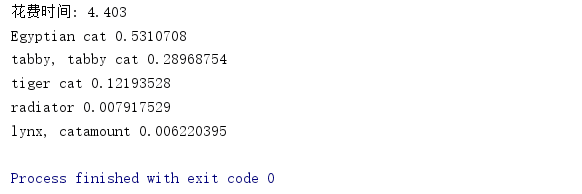 花费时间: 4.403
Egyptian cat 0.5310708
tabby, tabby cat 0.28968754
tiger cat 0.12193528
radiator 0.007917529
lynx, catamount 0.006220395
Process finished with exit code 0